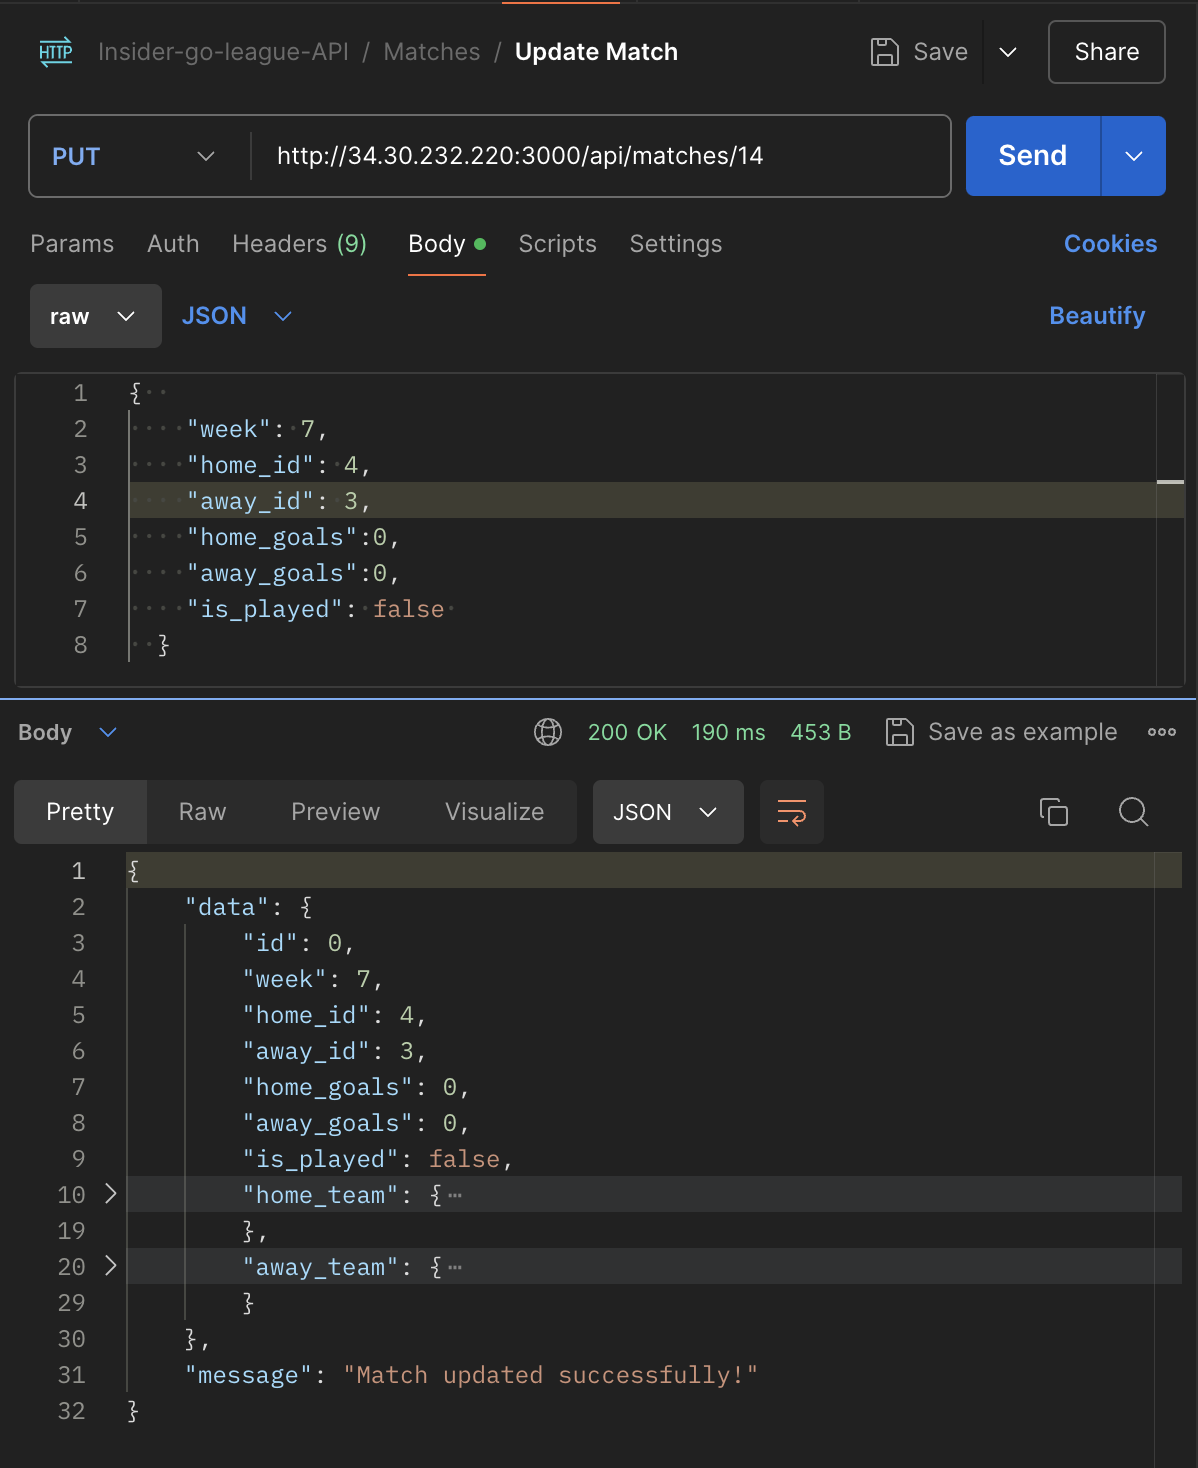 HTTP Insider-go-league-API / Matches / Update Match Save Share
PUT http://34.30.232.220:3000/api/matches/14 Send
Params Auth Headers (9) Body Scripts Settings Cookies
raw JSON Beautify
1 {
2 "week": 7,
3 "home_id": 4,
4 "away_id": 3,
5 "home_goals":0,
6 "away_goals":0,
7 "is_played": false
8 }
Body 200 OK 190 ms 453 B Save as example
Pretty Raw Preview Visualize JSON
1 {
2 "data": {
3 "id": 0,
4 "week": 7,
5 "home_id": 4,
6 "away_id": 3,
7 "home_goals": 0,
8 "away_goals": 0,
9 "is_played": false,
10 "home_team": { ⋯
19 },
20 "away_team": { ⋯
29 }
30 },
31 "message": "Match updated successfully!"
32 }